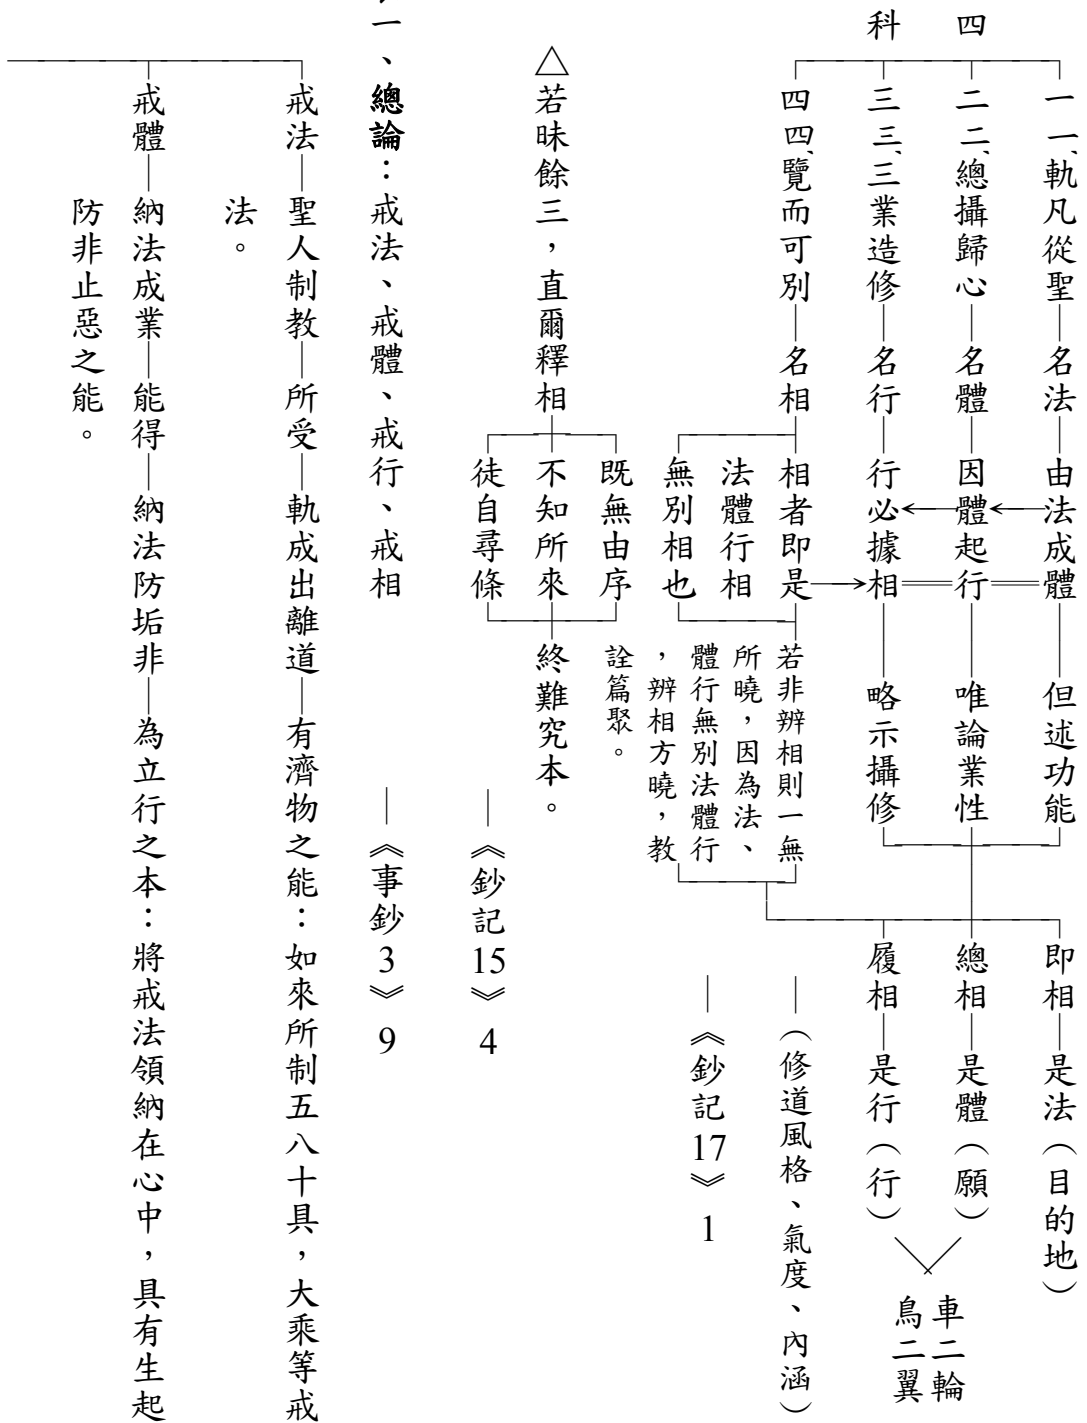 四科
一一、軌凡從聖—名法—由法成體—但述功能
二二、總攝歸心—名體—因體起行—唯論業性
三三、三業造修—名行—行必據相—略示攝修
四四、覽而可別—名相
相者即是
法體行相
無別相也
若非辨相則一無
所曉，因為法、
體行無別法體行
，辨相方曉，教
詮篇聚。
即相—是法（目的地）
總相—是體（願）
履相—是行（行）
車二輪
鳥二翼
—（修道風格、氣度、內涵）
—《鈔記17》1
△若昧餘三，直爾釋相
既無由序
不知所來
徒自尋條
終難究本。
—《鈔記15》4
一、總論：戒法、戒體、戒行、戒相 —《事鈔3》9
戒法—聖人制教—所受—軌成出離道—有濟物之能：如來所制五八十具，大乘等戒
法。
戒體—納法成業—能得—納法防垢非—為立行之本：將戒法領納在心中，具有生起
防非止惡之能。